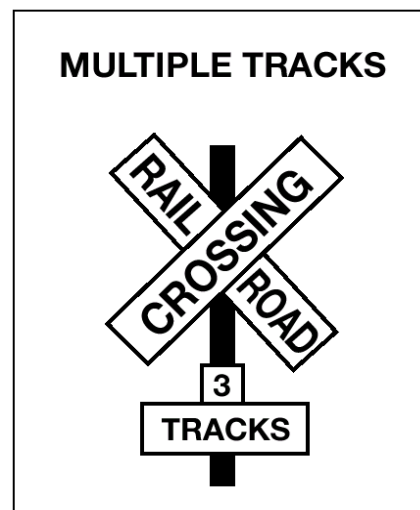 MULTIPLE TRACKS
RAIL
ROAD
CROSSING
3
TRACKS